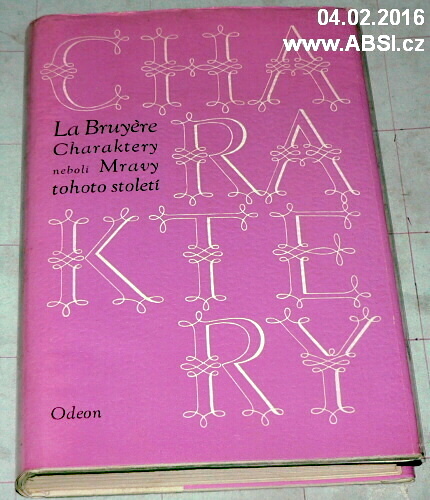 04.02.2016
www.ABSI.cz
CHA
RA
KTE
RY
La Bruyère
Charaktery
neboli Mravy
tohoto století
Odeon